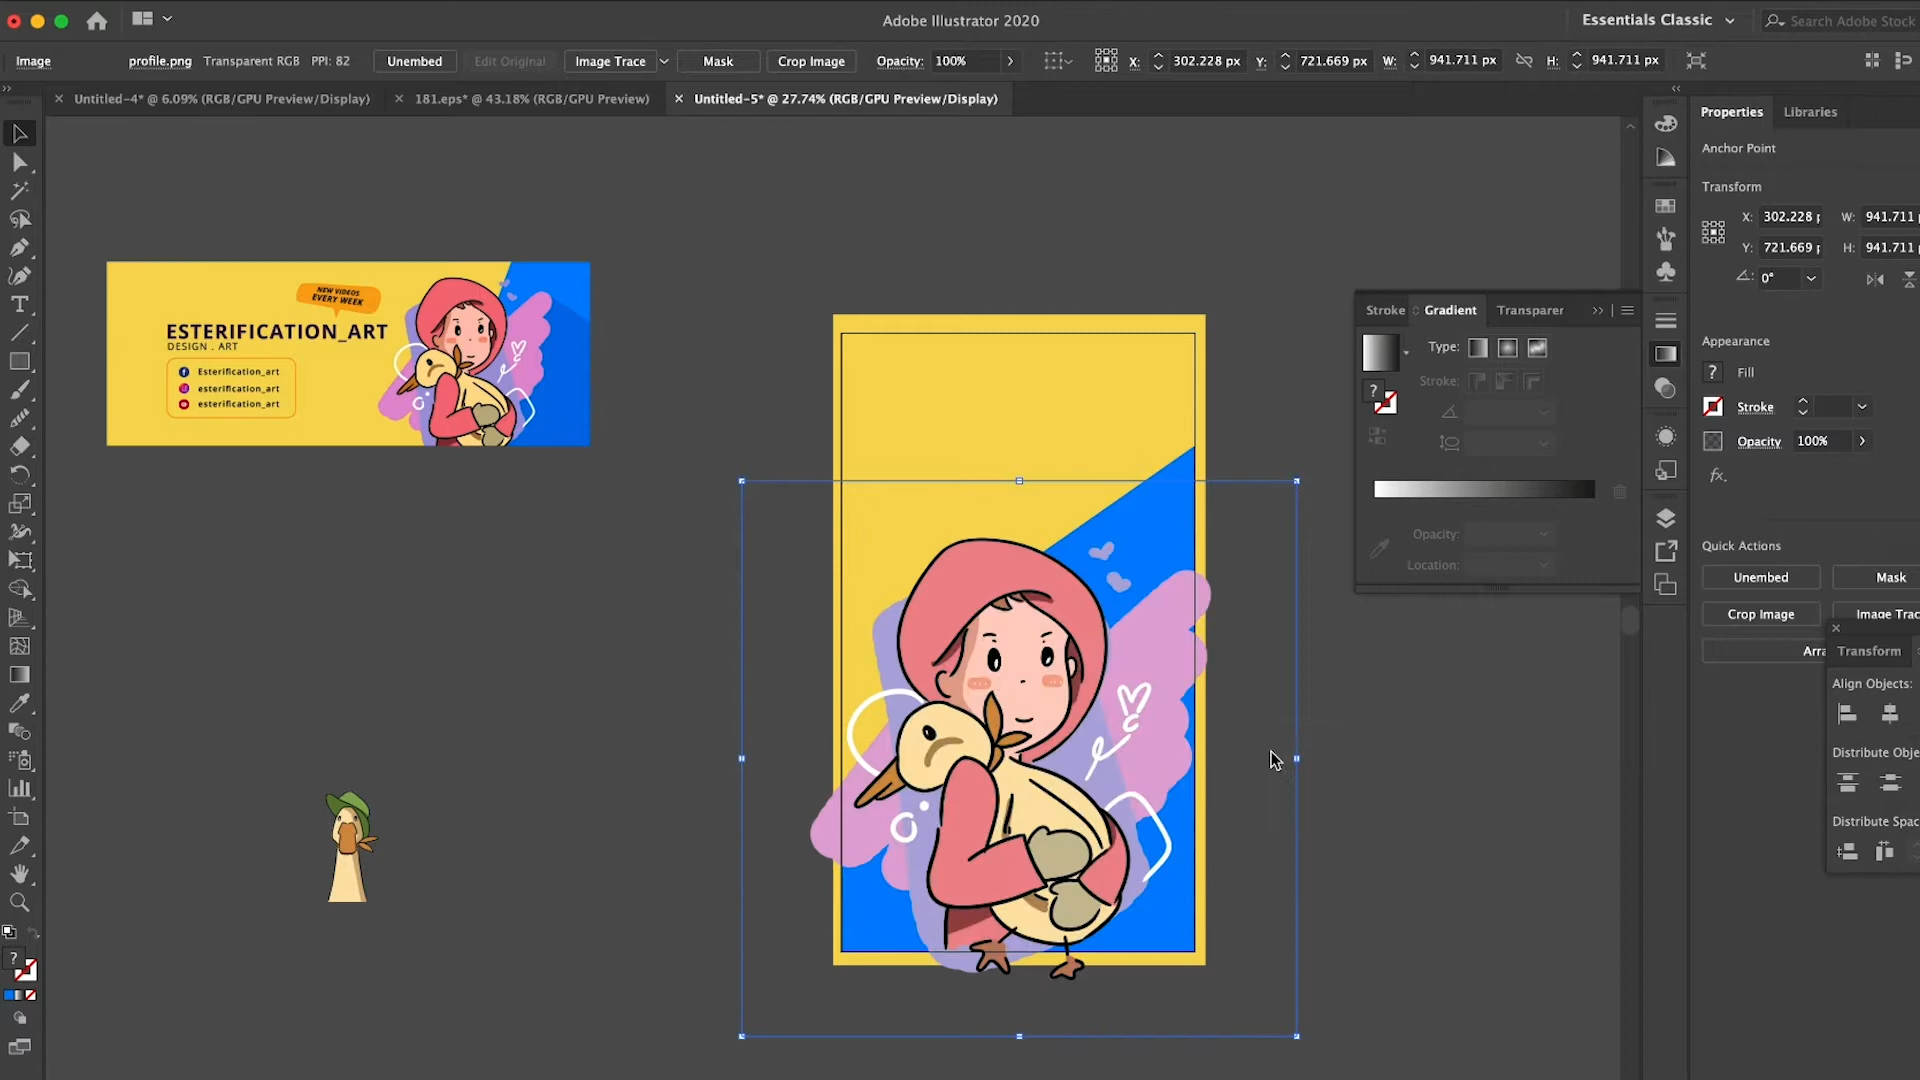 Adobe Illustrator 2020
Essentials Classic
Search Adobe Stock
Image
profile.png
Transparent RGB
PPI: 82
Unembed
Edit Original
Image Trace
Mask
Crop Image
Opacity:
100%
X:
302.228 px
Y:
721.669 px
W:
941.711 px
H:
941.711 px
Untitled-4* @ 6.09% (RGB/GPU Preview/Display)
181.eps* @ 43.18% (RGB/GPU Preview)
Untitled-5* @ 27.74% (RGB/GPU Preview/Display)
Properties
Libraries
Anchor Point
Transform
X:
302.228 p
W:
941.711
Y:
721.669 p
H:
941.711
0°
NEW VIDEOS
EVERY WEEK
ESTERIFICATION_ART
DESIGN . ART
Esterification_art
esterification_art
esterification_art
Stroke
Gradient
Transparer
Type:
Stroke:
Opacity:
Location:
Appearance
Fill
Stroke
Opacity
100%
fx.
Quick Actions
Unembed
Mask
Crop Image
Image Trac
Arra
Transform
Align Objects:
Distribute Obje
Distribute Spac